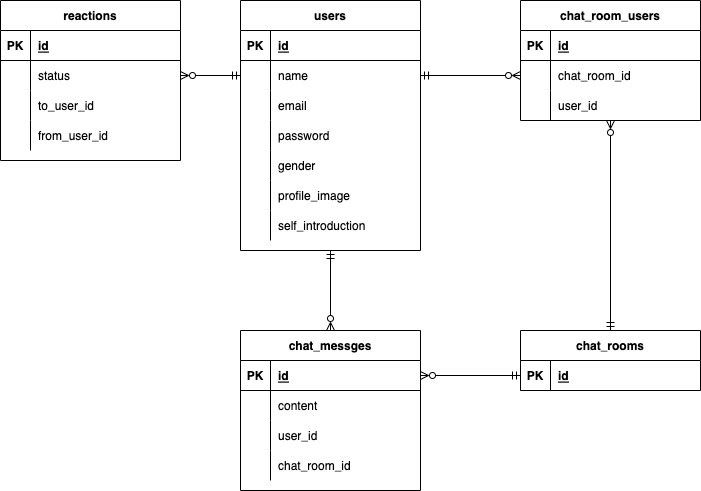 reactions
PK id
status
to_user_id
from_user_id
users
PK id
name
email
password
gender
profile_image
self_introduction
chat_room_users
PK id
chat_room_id
user_id
chat_messges
PK id
content
user_id
chat_room_id
chat_rooms
PK id